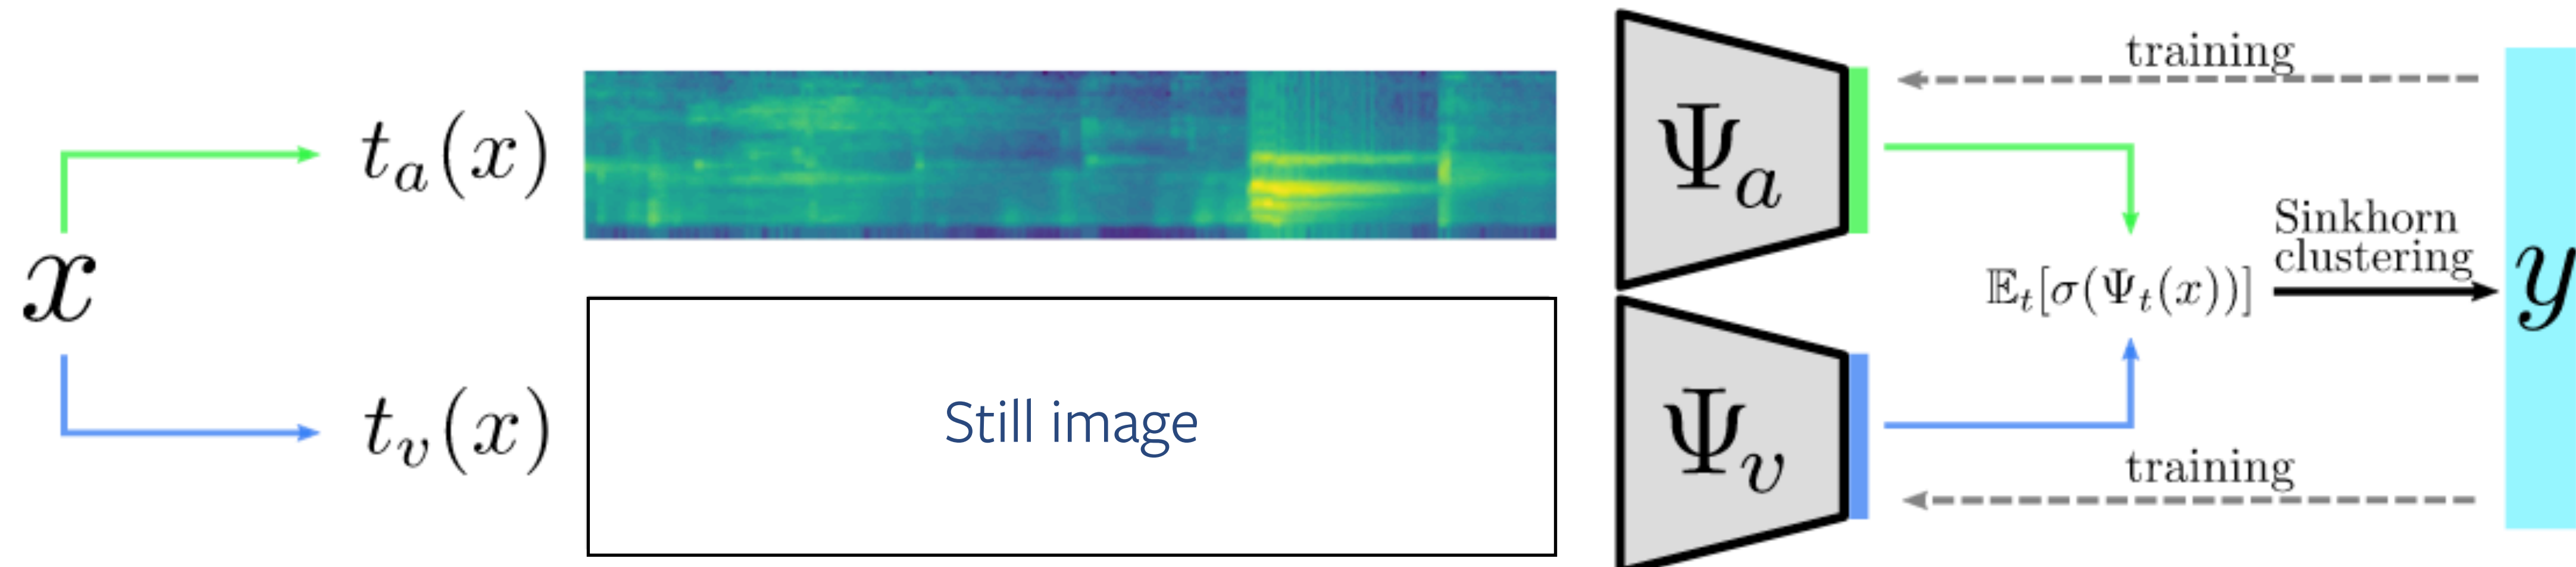 x
t_a(x)
t_v(x)
Still image
Ψ_a
Ψ_v
training
𝔼_t[σ(Ψ_t(x))]
Sinkhorn
clustering
y
training